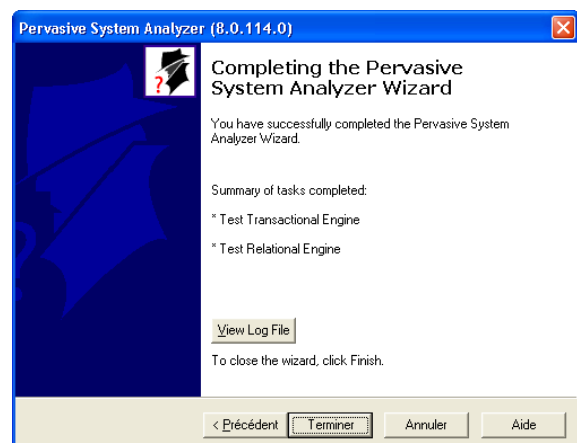 Pervasive System Analyzer (8.0.114.0)
?
Completing the Pervasive
System Analyzer Wizard
You have successfully completed the Pervasive System
Analyzer Wizard.
Summary of tasks completed:
* Test Transactional Engine
* Test Relational Engine
View Log File
To close the wizard, click Finish.
< Précédent Terminer Annuler Aide